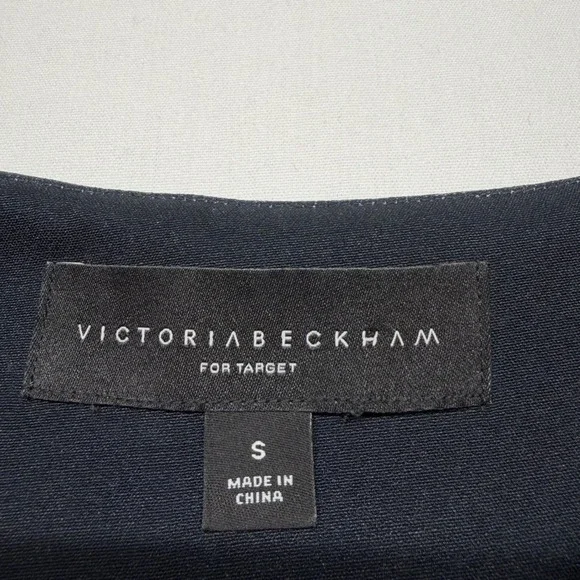 VICTORIABECKHAM
FOR TARGET
S
MADE IN
CHINA